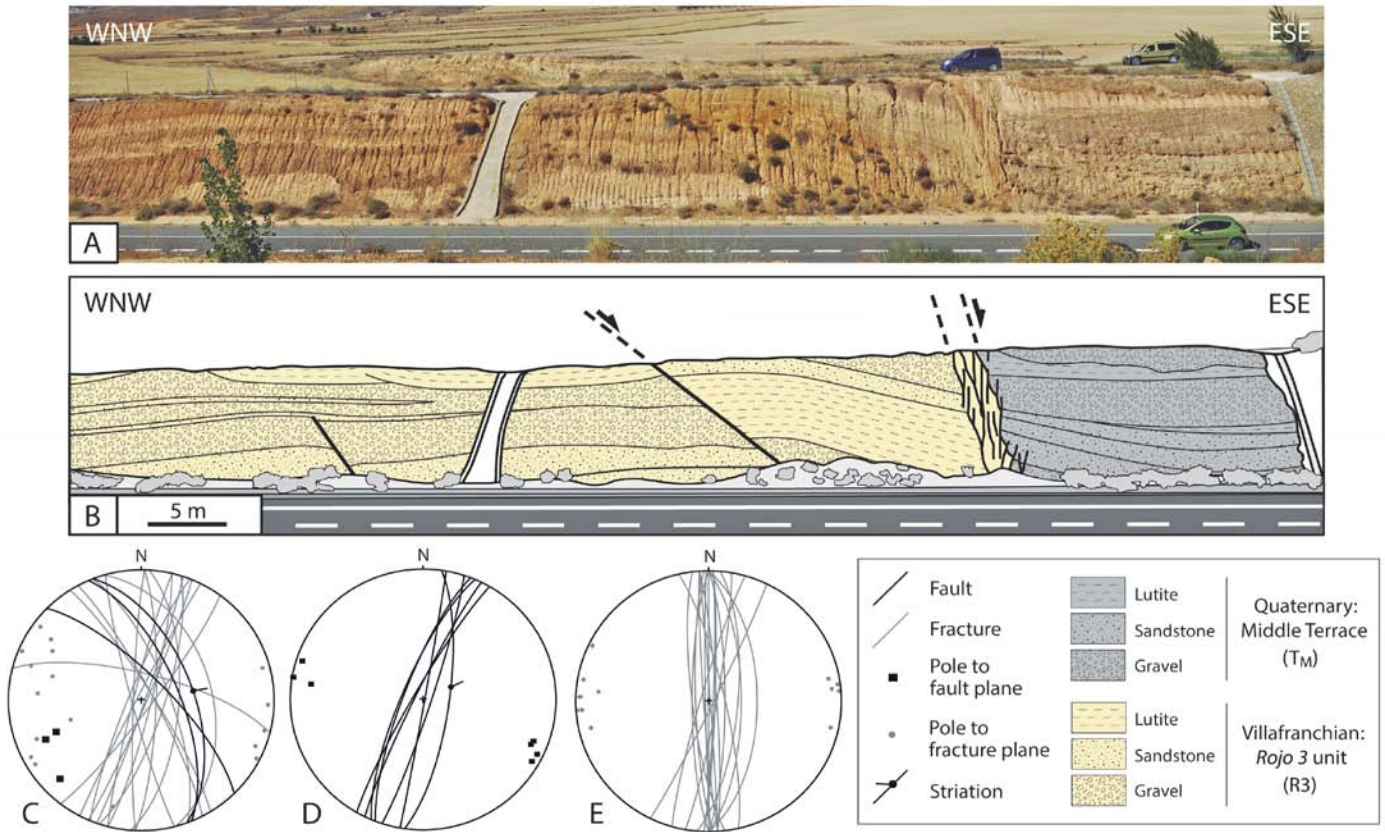 WNW
ESE
A
WNW
ESE
B
5 m
N
N
N
C
D
E
Fault
Fracture
Pole to
fault plane
Pole to
fracture plane
Striation
Lutite
Sandstone
Gravel
Quaternary:
Middle Terrace
(TM)
Lutite
Sandstone
Gravel
Villafranchian:
Rojo 3 unit
(R3)